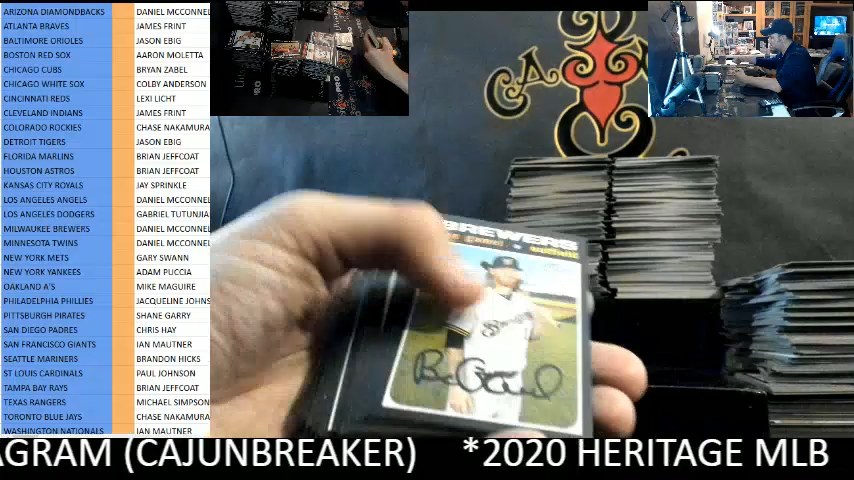 ARIZONA DIAMONDBACKS DANIEL MCCONNEL
ATLANTA BRAVES JAMES FRINT
BALTIMORE ORIOLES JASON EBIG
BOSTON RED SOX AARON MOLETTA
CHICAGO CUBS BRYAN ZABEL
CHICAGO WHITE SOX COLBY ANDERSON
CINCINNATI REDS LEXI LICHT
CLEVELAND INDIANS JAMES FRINT
COLORADO ROCKIES CHASE NAKAMURA
DETROIT TIGERS JASON EBIG
FLORIDA MARLINS BRIAN JEFFCOAT
HOUSTON ASTROS BRIAN JEFFCOAT
KANSAS CITY ROYALS JAY SPRINKLE
LOS ANGELES ANGELS DANIEL MCCONNEL
LOS ANGELES DODGERS GABRIEL TUTUNJIA
MILWAUKEE BREWERS DANIEL MCCONNEL
MINNESOTA TWINS DANIEL MCCONNEL
NEW YORK METS GARY SWANN
NEW YORK YANKEES ADAM PUCCIA
OAKLAND A'S MIKE MAGUIRE
PHILADELPHIA PHILLIES JACQUELINE JOHNS
PITTSBURGH PIRATES SHANE GARRY
SAN DIEGO PADRES CHRIS HAY
SAN FRANCISCO GIANTS IAN MAUTNER
SEATTLE MARINERS BRANDON HICKS
ST LOUIS CARDINALS PAUL JOHNSON
TAMPA BAY RAYS BRIAN JEFFCOAT
TEXAS RANGERS MICHAEL SIMPSON
TORONTO BLUE JAYS CHASE NAKAMURA
WASHINGTON NATIONALS IAN MAUTNER
CA
BREWERS
AGRAM (CAJUNBREAKER) *2020 HERITAGE MLB